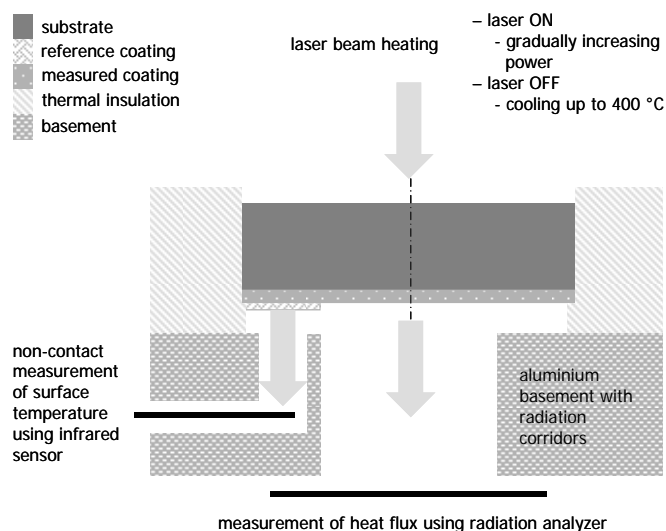 substrate
reference coating
measured coating
thermal insulation
basement
laser beam heating
– laser ON
- gradually increasing
power
– laser OFF
- cooling up to 400 °C
non-contact
measurement
of surface
temperature
using infrared
sensor
aluminium
basement with
radiation
corridors
measurement of heat flux using radiation analyzer